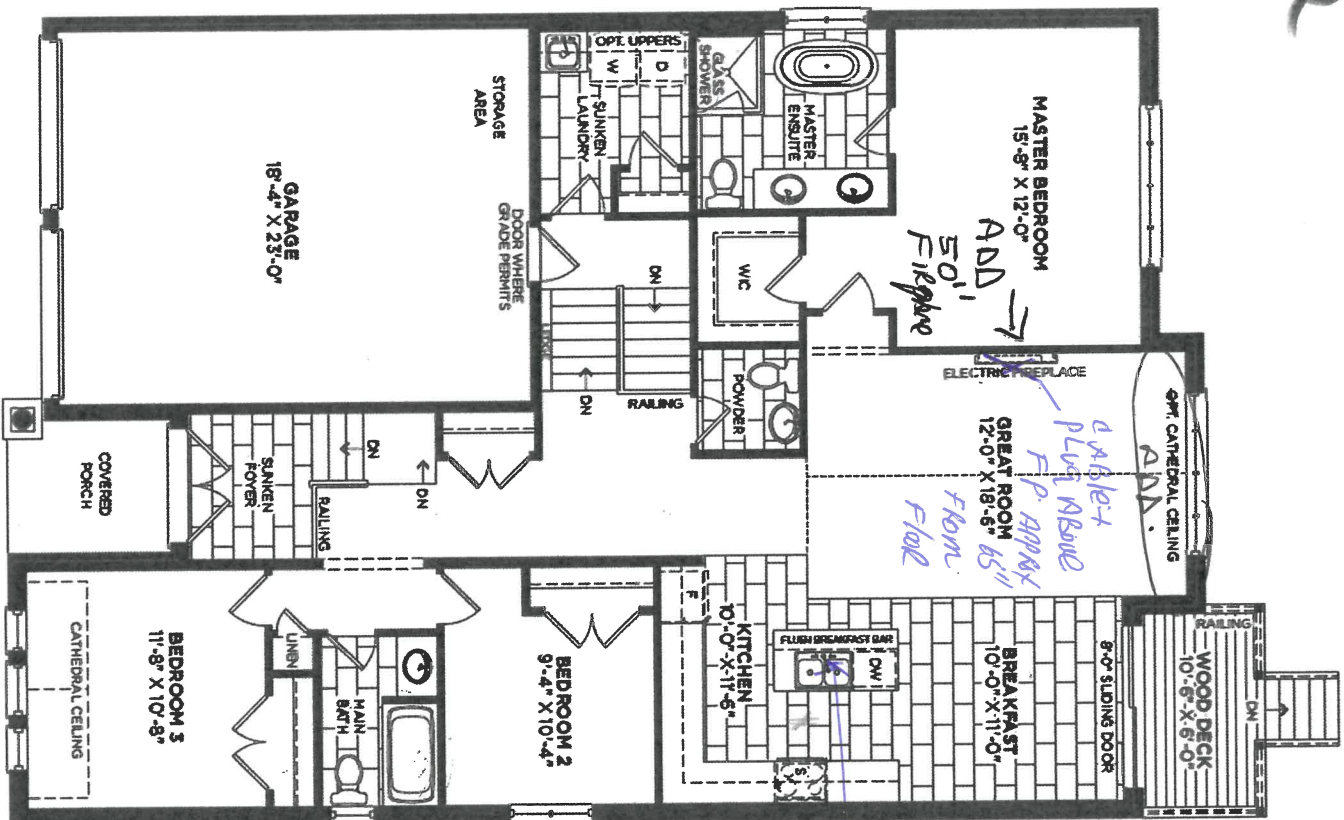 MASTER BEDROOM
15'-8" X 12'-0"
ADD
50"
OPT. CATHEDRAL CEILING
ADD.
ELECTRIC FIREPLACE
GREAT ROOM
12'-0" X 18'-6"
PLUG ABOVE
FP. APPROX
65"
FROM
FLOOR
WOOD DECK
10'-6" X 6'-0"
RAILING
DN
8'-0" SLIDING DOOR
BREAKFAST
10'-0" X 11'-0"
FLUSH BREAKFAST BAR
DW
KITCHEN
10'-0" X 11'-6"
F
S
MASTER
ENSUITE
GLASS
SHOWER
W/C
POWDER
OPT. UPPERS
W
D
SUNKEN
LAUNDRY
DN
DN
RAILING
DOOR WHERE
GRADE PERMITS
STORAGE
AREA
GARAGE
18'-4" X 23'-0"
COVERED
PORCH
SUNKEN
FOYER
DN
DN
RAILING
BEDROOM 2
9'-4" X 10'-4"
MAIN
BATH
LINEN
BEDROOM 3
11'-8" X 10'-8"
CATHEDRAL CEILING